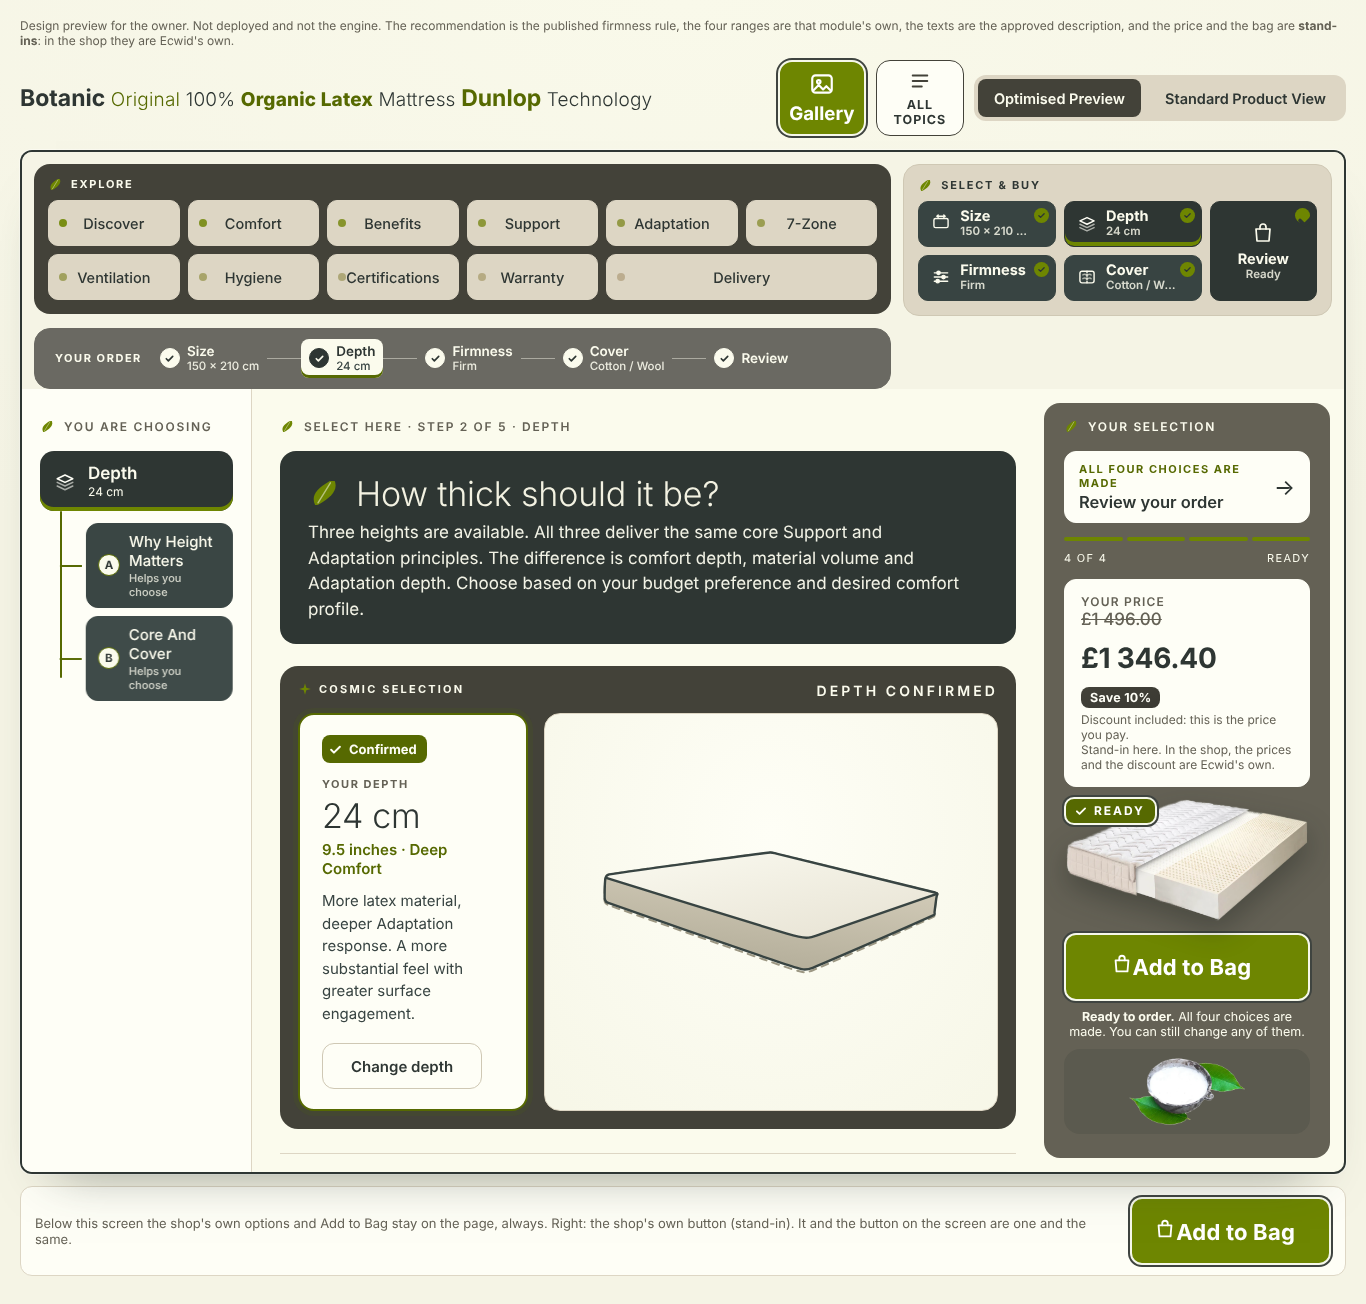 Design preview for the owner. Not deployed and not the engine. The recommendation is the published firmness rule, the four ranges are that module's own, the texts are the approved description, and the price and the bag are stand-
ins: in the shop they are Ecwid's own.
Botanic Original 100% Organic Latex Mattress Dunlop Technology
Gallery
ALL
TOPICS
Optimised Preview
Standard Product View
EXPLORE
Discover
Comfort
Benefits
Support
Adaptation
7-Zone
Ventilation
Hygiene
Certifications
Warranty
Delivery
SELECT & BUY
Size
150 × 210 ...
Depth
24 cm
Firmness
Firm
Cover
Cotton / W...
Review
Ready
YOUR ORDER
Size
150 × 210 cm
Depth
24 cm
Firmness
Firm
Cover
Cotton / Wool
Review
YOU ARE CHOOSING
Depth
24 cm
A
Why Height
Matters
Helps you
choose
B
Core And
Cover
Helps you
choose
SELECT HERE · STEP 2 OF 5 · DEPTH
How thick should it be?
Three heights are available. All three deliver the same core Support and
Adaptation principles. The difference is comfort depth, material volume and
Adaptation depth. Choose based on your budget preference and desired comfort
profile.
COSMIC SELECTION
DEPTH CONFIRMED
Confirmed
YOUR DEPTH
24 cm
9.5 inches · Deep
Comfort
More latex material,
deeper Adaptation
response. A more
substantial feel with
greater surface
engagement.
Change depth
YOUR SELECTION
ALL FOUR CHOICES ARE
MADE
Review your order
4 OF 4
READY
YOUR PRICE
£1 496.00
£1 346.40
Save 10%
Discount included: this is the price
you pay.
Stand-in here. In the shop, the prices
and the discount are Ecwid's own.
READY
Add to Bag
Ready to order. All four choices are
made. You can still change any of them.
Below this screen the shop's own options and Add to Bag stay on the page, always. Right: the shop's own button (stand-in). It and the button on the screen are one and the
same.
Add to Bag